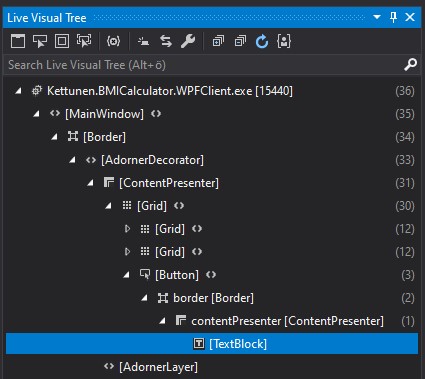 Live Visual Tree
Search Live Visual Tree (Alt+ö)
Kettunen.BMICalculator.WPFClient.exe [15440] (36)
[MainWindow] (35)
[Border] (34)
[AdornerDecorator] (33)
[ContentPresenter] (31)
[Grid] (30)
[Grid] (12)
[Grid] (12)
[Button] (3)
border [Border] (2)
contentPresenter [ContentPresenter] (1)
[TextBlock]
[AdornerLayer]